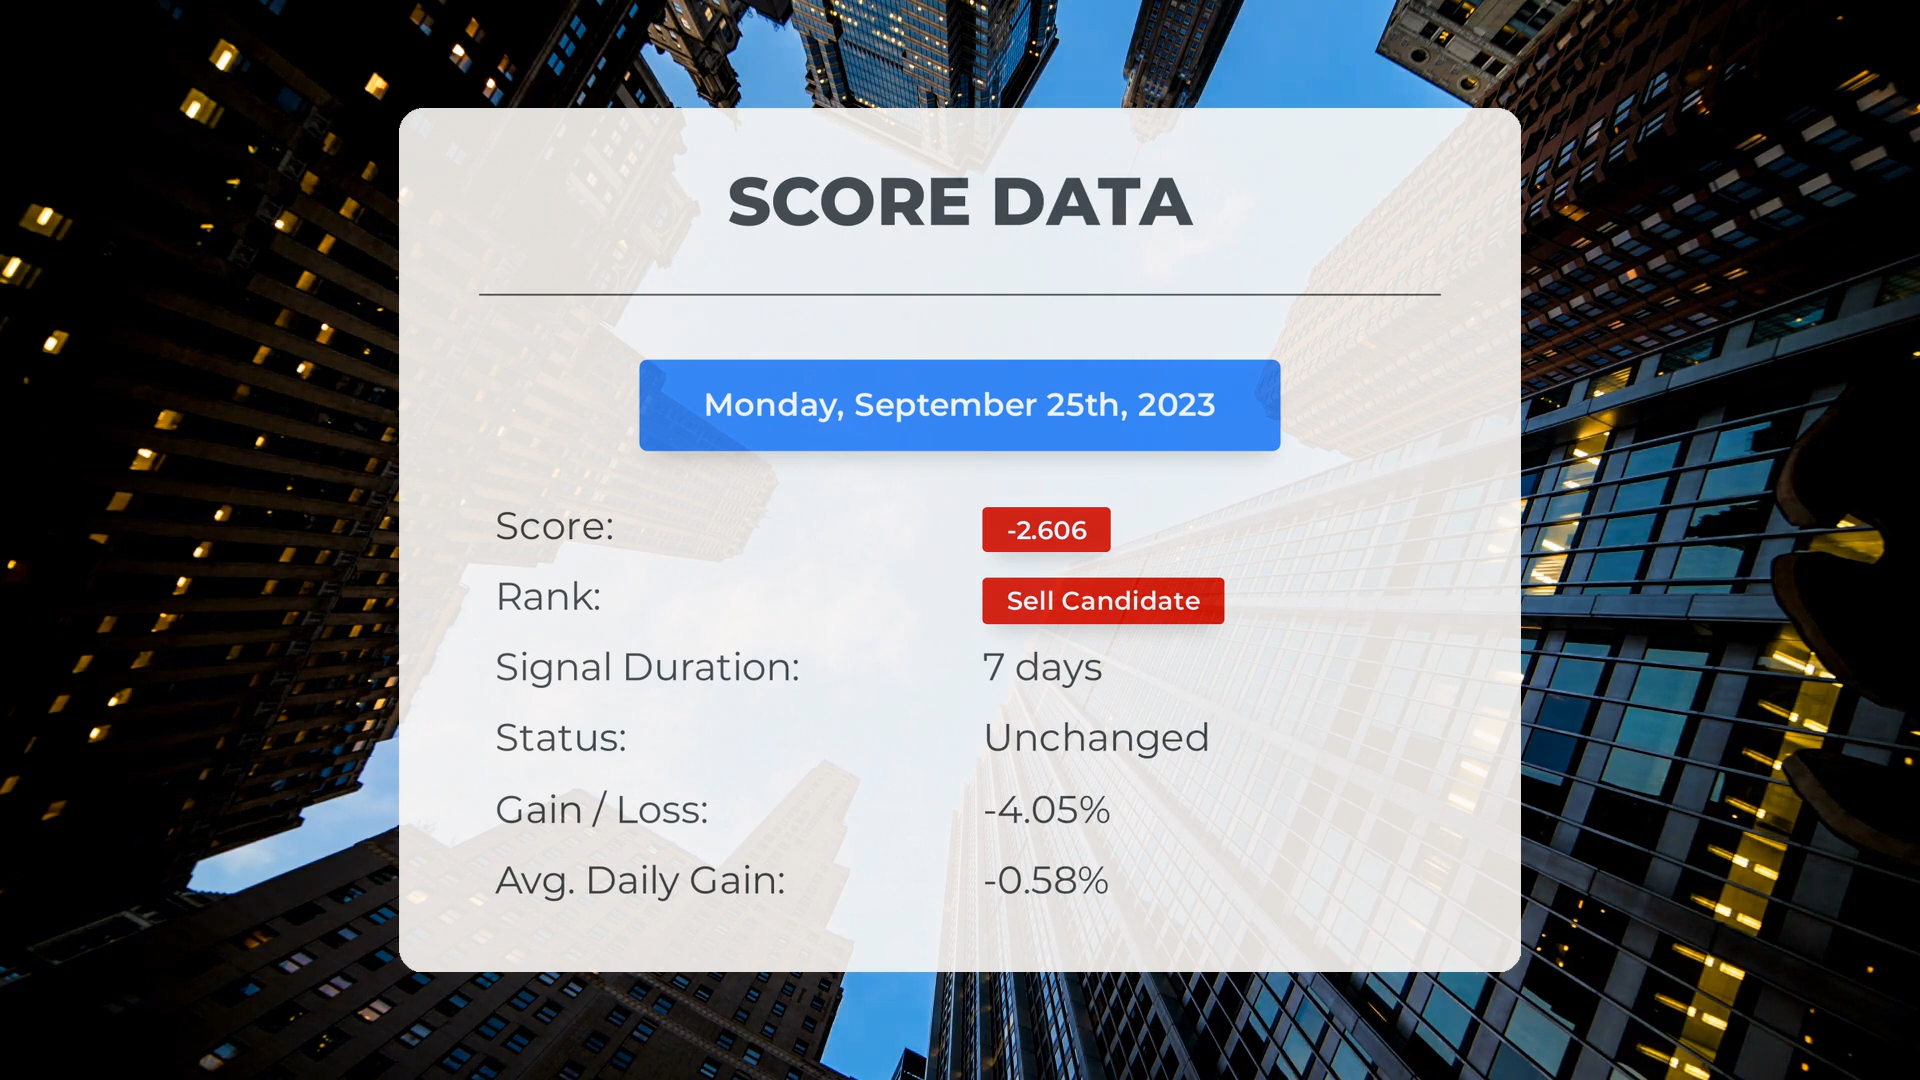 SCORE DATA
Monday, September 25th, 2023
Score: -2.606
Rank: Sell Candidate
Signal Duration: 7 days
Status: Unchanged
Gain / Loss: -4.05%
Avg. Daily Gain: -0.58%